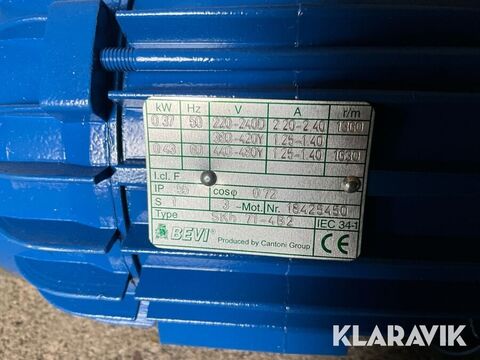 kW Hz V A r/m
0.37 50 220-240D 2.20-2.40 1360
380-420Y 1.25-1.40
0.43 60 440-480Y 1.25-1.40 1630
I.cl. F
IP 55 cosφ 0.72
S 1 3 -Mot. Nr. 18425450
Type SKh 71-4B2 IEC 34-1
BEVI Produced by Cantoni Group CE
KLARAVIK